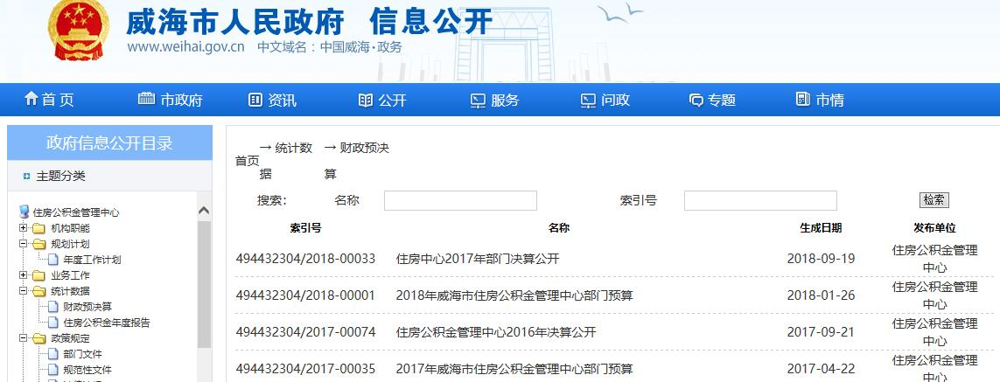 威海市人民政府 信息公开
www.weihai.gov.cn 中文域名：中国威海·政务
首页 市政府 资讯 公开 服务 问政 专题 市情
政府信息公开目录
主题分类
住房公积金管理中心
机构职能
规划计划
年度工作计划
业务工作
统计数据
财政预决算
住房公积金年度报告
政策规定
部门文件
规范性文件
首页 → 统计数据 → 财政预决算
搜索： 名称 索引号 检索
索引号 名称 生成日期 发布单位
494432304/2018-00033 住房中心2017年部门决算公开 2018-09-19 住房公积金管理
中心
494432304/2018-00001 2018年威海市住房公积金管理中心部门预算 2018-01-26 住房公积金管理
中心
494432304/2017-00074 住房公积金管理中心2016年决算公开 2017-09-21 住房公积金管理
中心
494432304/2017-00035 2017年威海市住房公积金管理中心部门预算 2017-04-22 住房公积金管理
中心